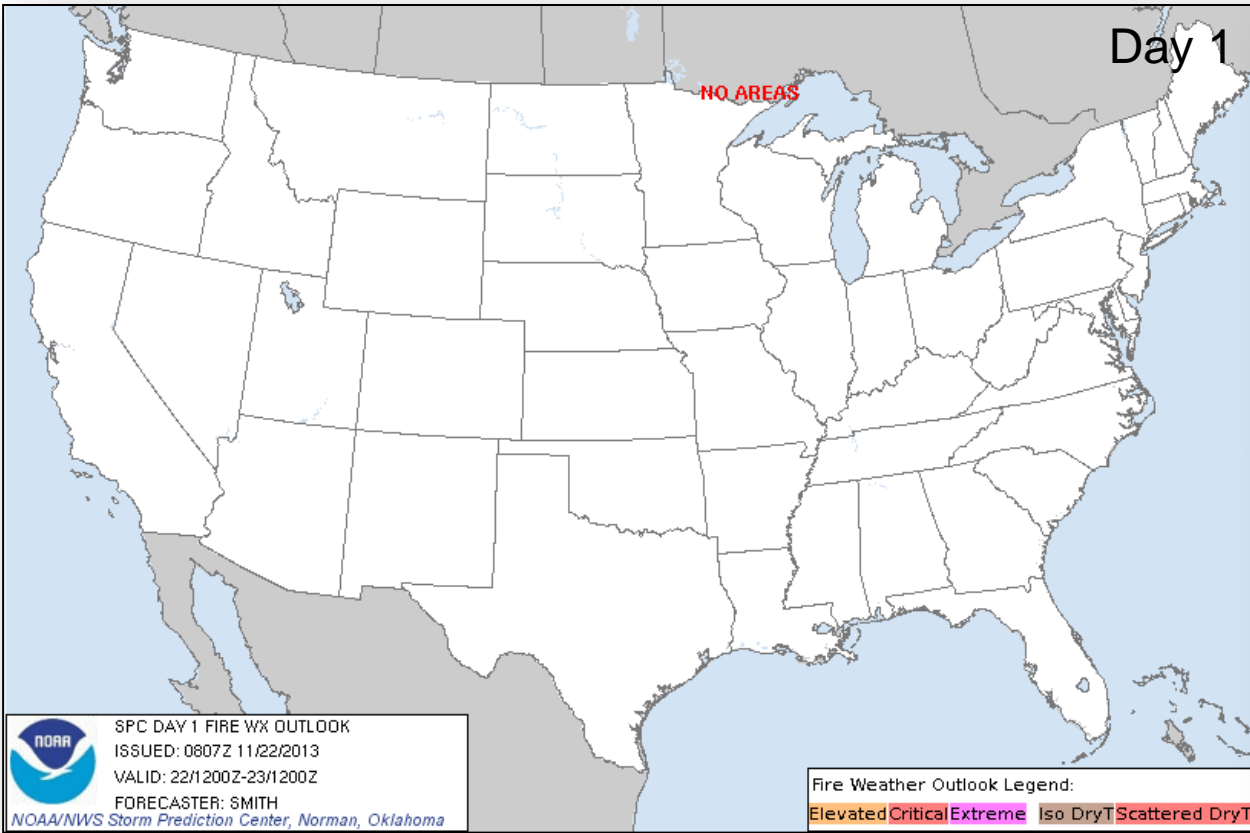 Day 1
NO AREAS
NOAA
SPC DAY 1 FIRE WX OUTLOOK
ISSUED: 0807Z 11/22/2013
VALID: 22/1200Z-23/1200Z
FORECASTER: SMITH
NOAA/NWS Storm Prediction Center, Norman, Oklahoma
Fire Weather Outlook Legend:
Elevated Critical Extreme Iso DryT Scattered DryT